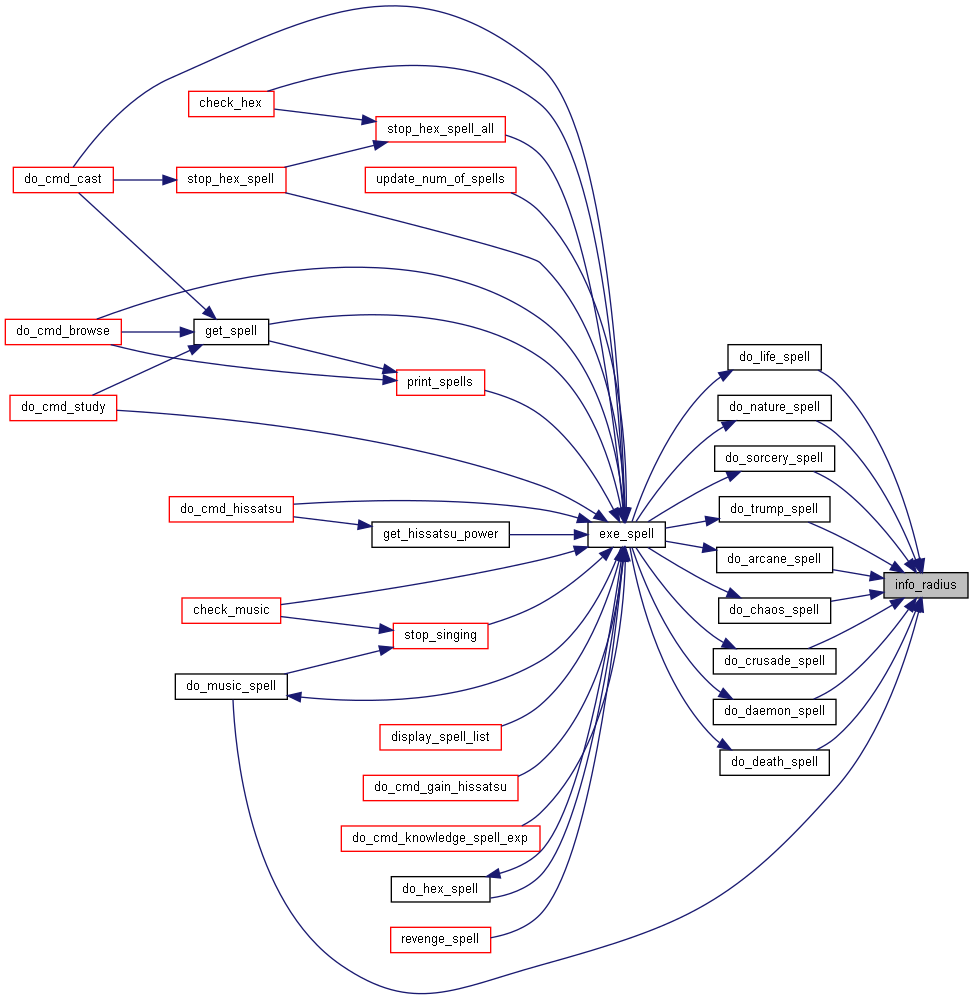 check_hex
stop_hex_spell_all
do_cmd_cast
stop_hex_spell
update_num_of_spells
do_cmd_browse
get_spell
do_life_spell
print_spells
do_cmd_study
do_nature_spell
do_sorcery_spell
do_cmd_hissatsu
do_trump_spell
get_hissatsu_power
exe_spell
do_arcane_spell
info_radius
check_music
do_chaos_spell
stop_singing
do_crusade_spell
do_music_spell
do_daemon_spell
display_spell_list
do_death_spell
do_cmd_gain_hissatsu
do_cmd_knowledge_spell_exp
do_hex_spell
revenge_spell